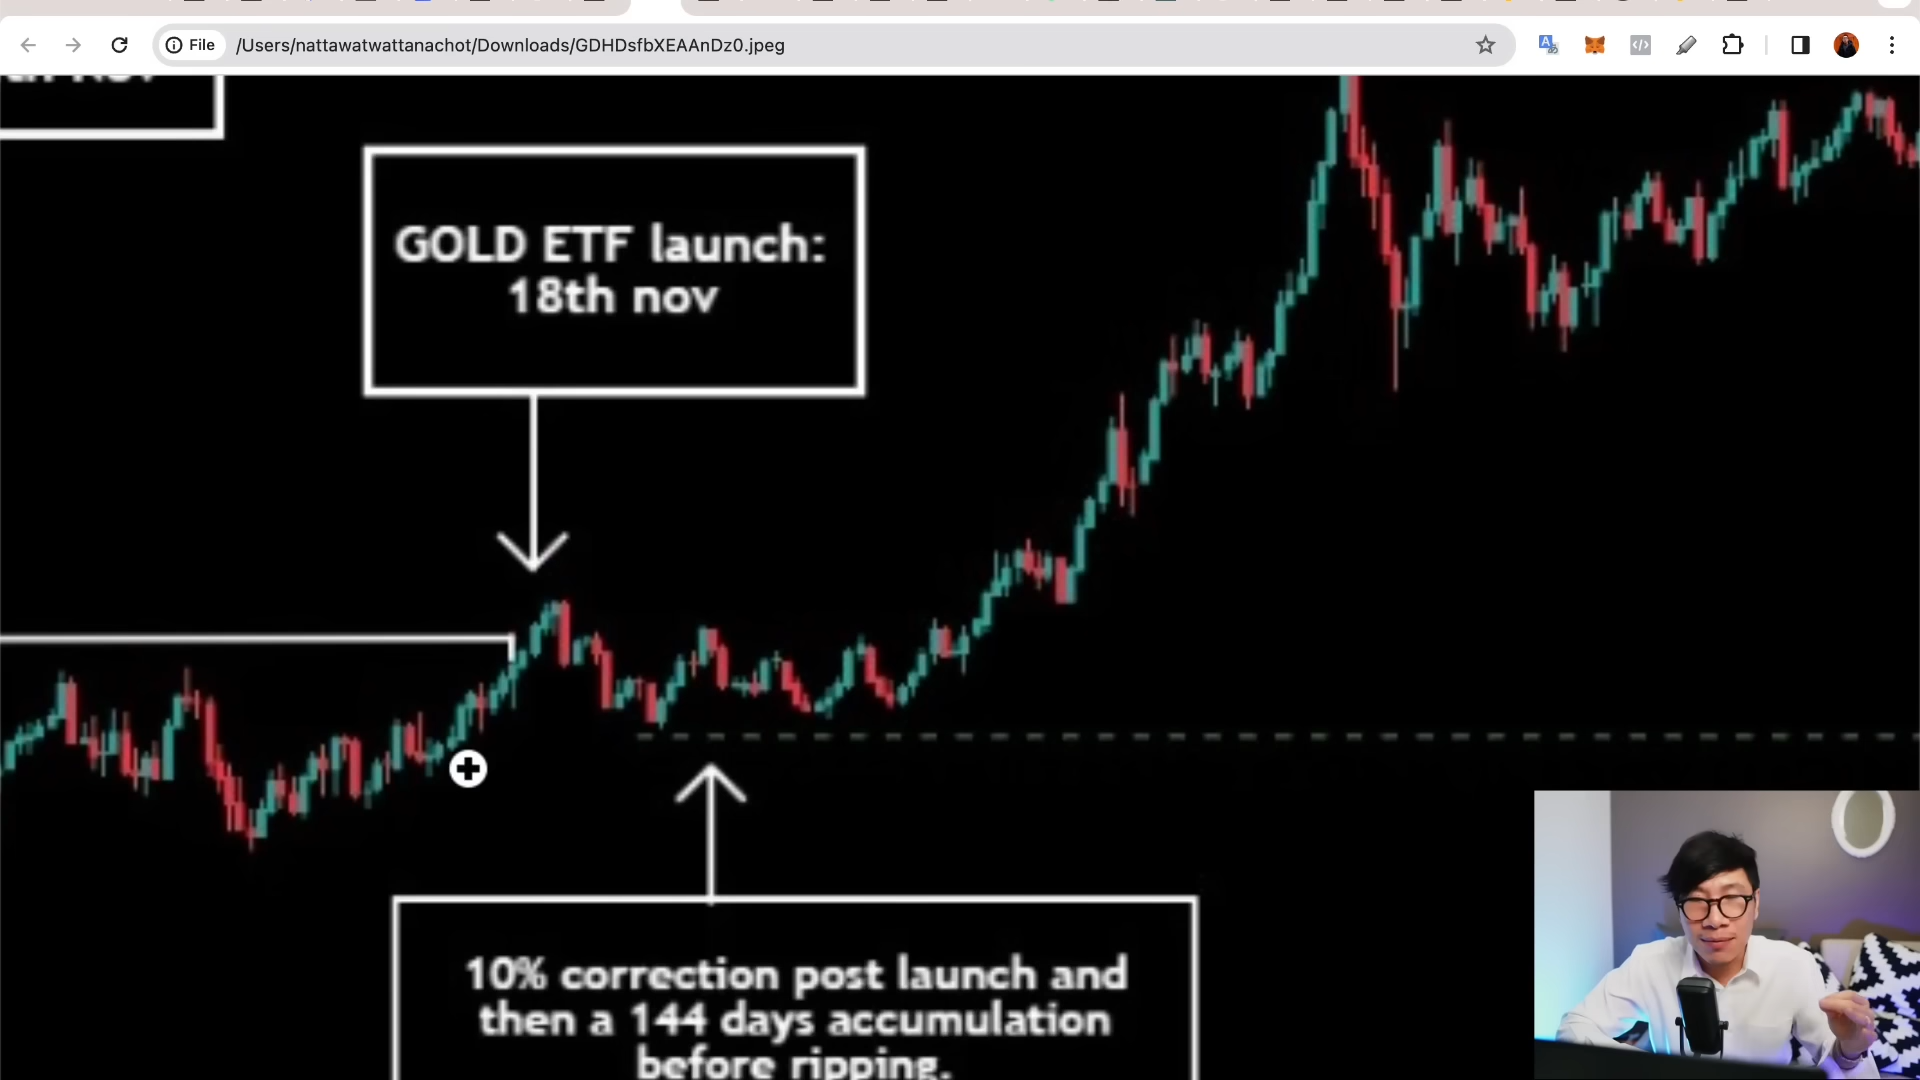 File
/Users/nattawatwattanachot/Downloads/GDHDsfbXEAAnDz0.jpeg
GOLD ETF launch:
18th nov
10% correction post launch and
then a 144 days accumulation
before ripping.